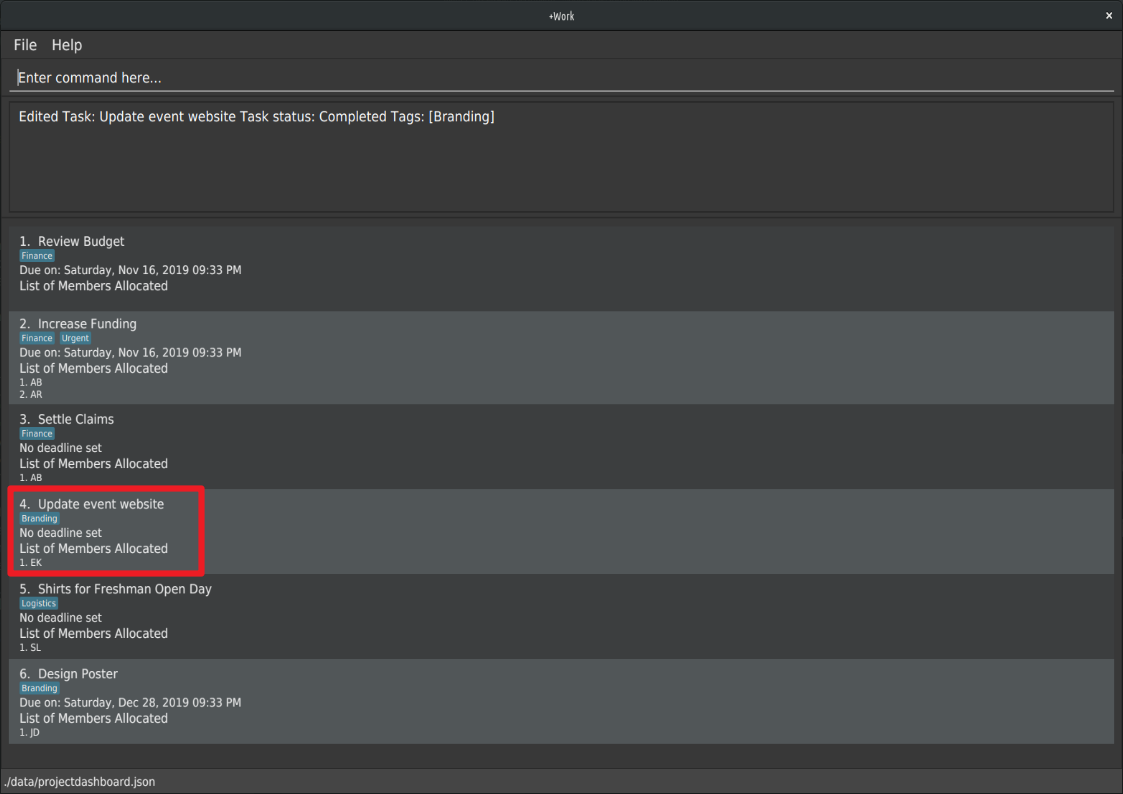 +Work
×
File Help
Enter command here...
Edited Task: Update event website Task status: Completed Tags: [Branding]
1. Review Budget
Finance
Due on: Saturday, Nov 16, 2019 09:33 PM
List of Members Allocated
2. Increase Funding
Finance Urgent
Due on: Saturday, Nov 16, 2019 09:33 PM
List of Members Allocated
1. AB
2. AR
3. Settle Claims
Finance
No deadline set
List of Members Allocated
1. AB
4. Update event website
Branding
No deadline set
List of Members Allocated
1. EK
5. Shirts for Freshman Open Day
Logistics
No deadline set
List of Members Allocated
1. SL
6. Design Poster
Branding
Due on: Saturday, Dec 28, 2019 09:33 PM
List of Members Allocated
1. JD
./data/projectdashboard.json